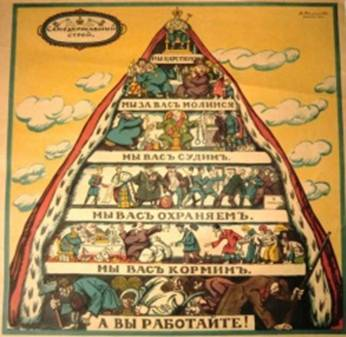 Самодержавный
строй.
МЫ ЦАРСТВУЕМЪ
МЫ ЗА ВАСЪ МОЛИМСЯ
МЫ ВАСЪ СУДИМЪ.
МЫ ВАСЪ ОХРАНЯЕМЪ.
МЫ ВАСЪ КОРМИМЪ.
А ВЫ РАБОТАЙТЕ!